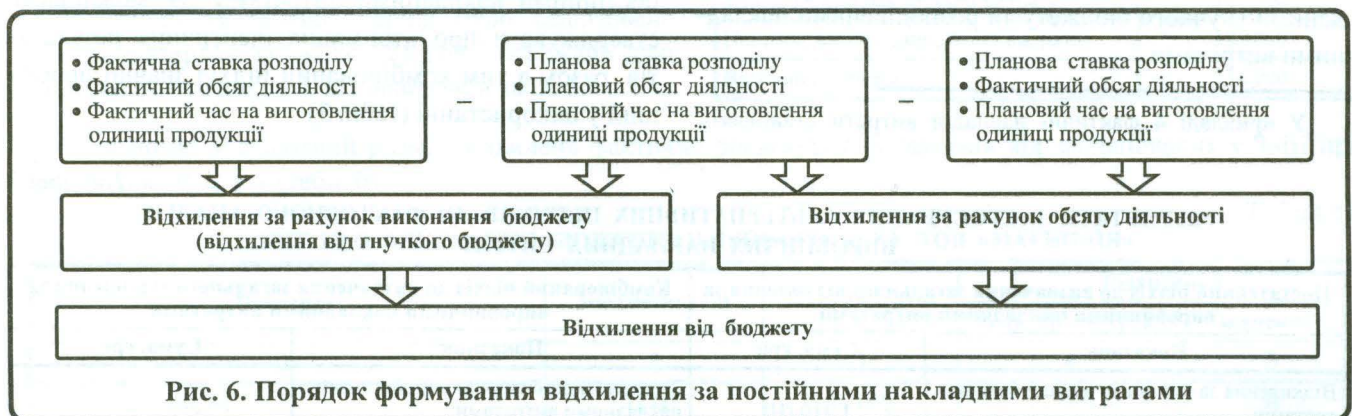 • Фактична ставка розподілу
• Фактичний обсяг діяльності
• Фактичний час на виготовлення
одиниці продукції
–
• Планова ставка розподілу
• Плановий обсяг діяльності
• Плановий час на виготовлення
одиниці продукції
–
• Планова ставка розподілу
• Фактичний обсяг діяльності
• Плановий час на виготовлення
одиниці продукції
Відхилення за рахунок виконання бюджету
(відхилення від гнучкого бюджету)
Відхилення за рахунок обсягу діяльності
Відхилення від бюджету
Рис. 6. Порядок формування відхилення за постійними накладними витратами